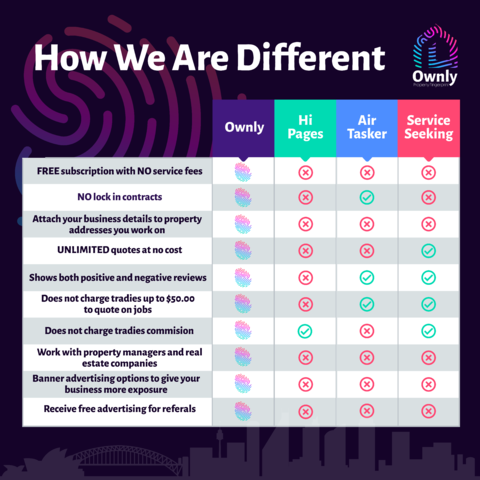 How We Are Different
Ownly
Ownly
Hi
Pages
Air
Tasker
Service
Seeking
FREE subscription with NO service fees
NO lock in contracts
Attach your business details to property
addresses you work on
UNLIMITED quotes at no cost
Shows both positive and negative reviews
Does not charge tradies up to $50.00
to quote on jobs
Does not charge tradies commision
Work with property managers and real
estate companies
Banner advertising options to give your
business more exposure
Receive free advertising for referals